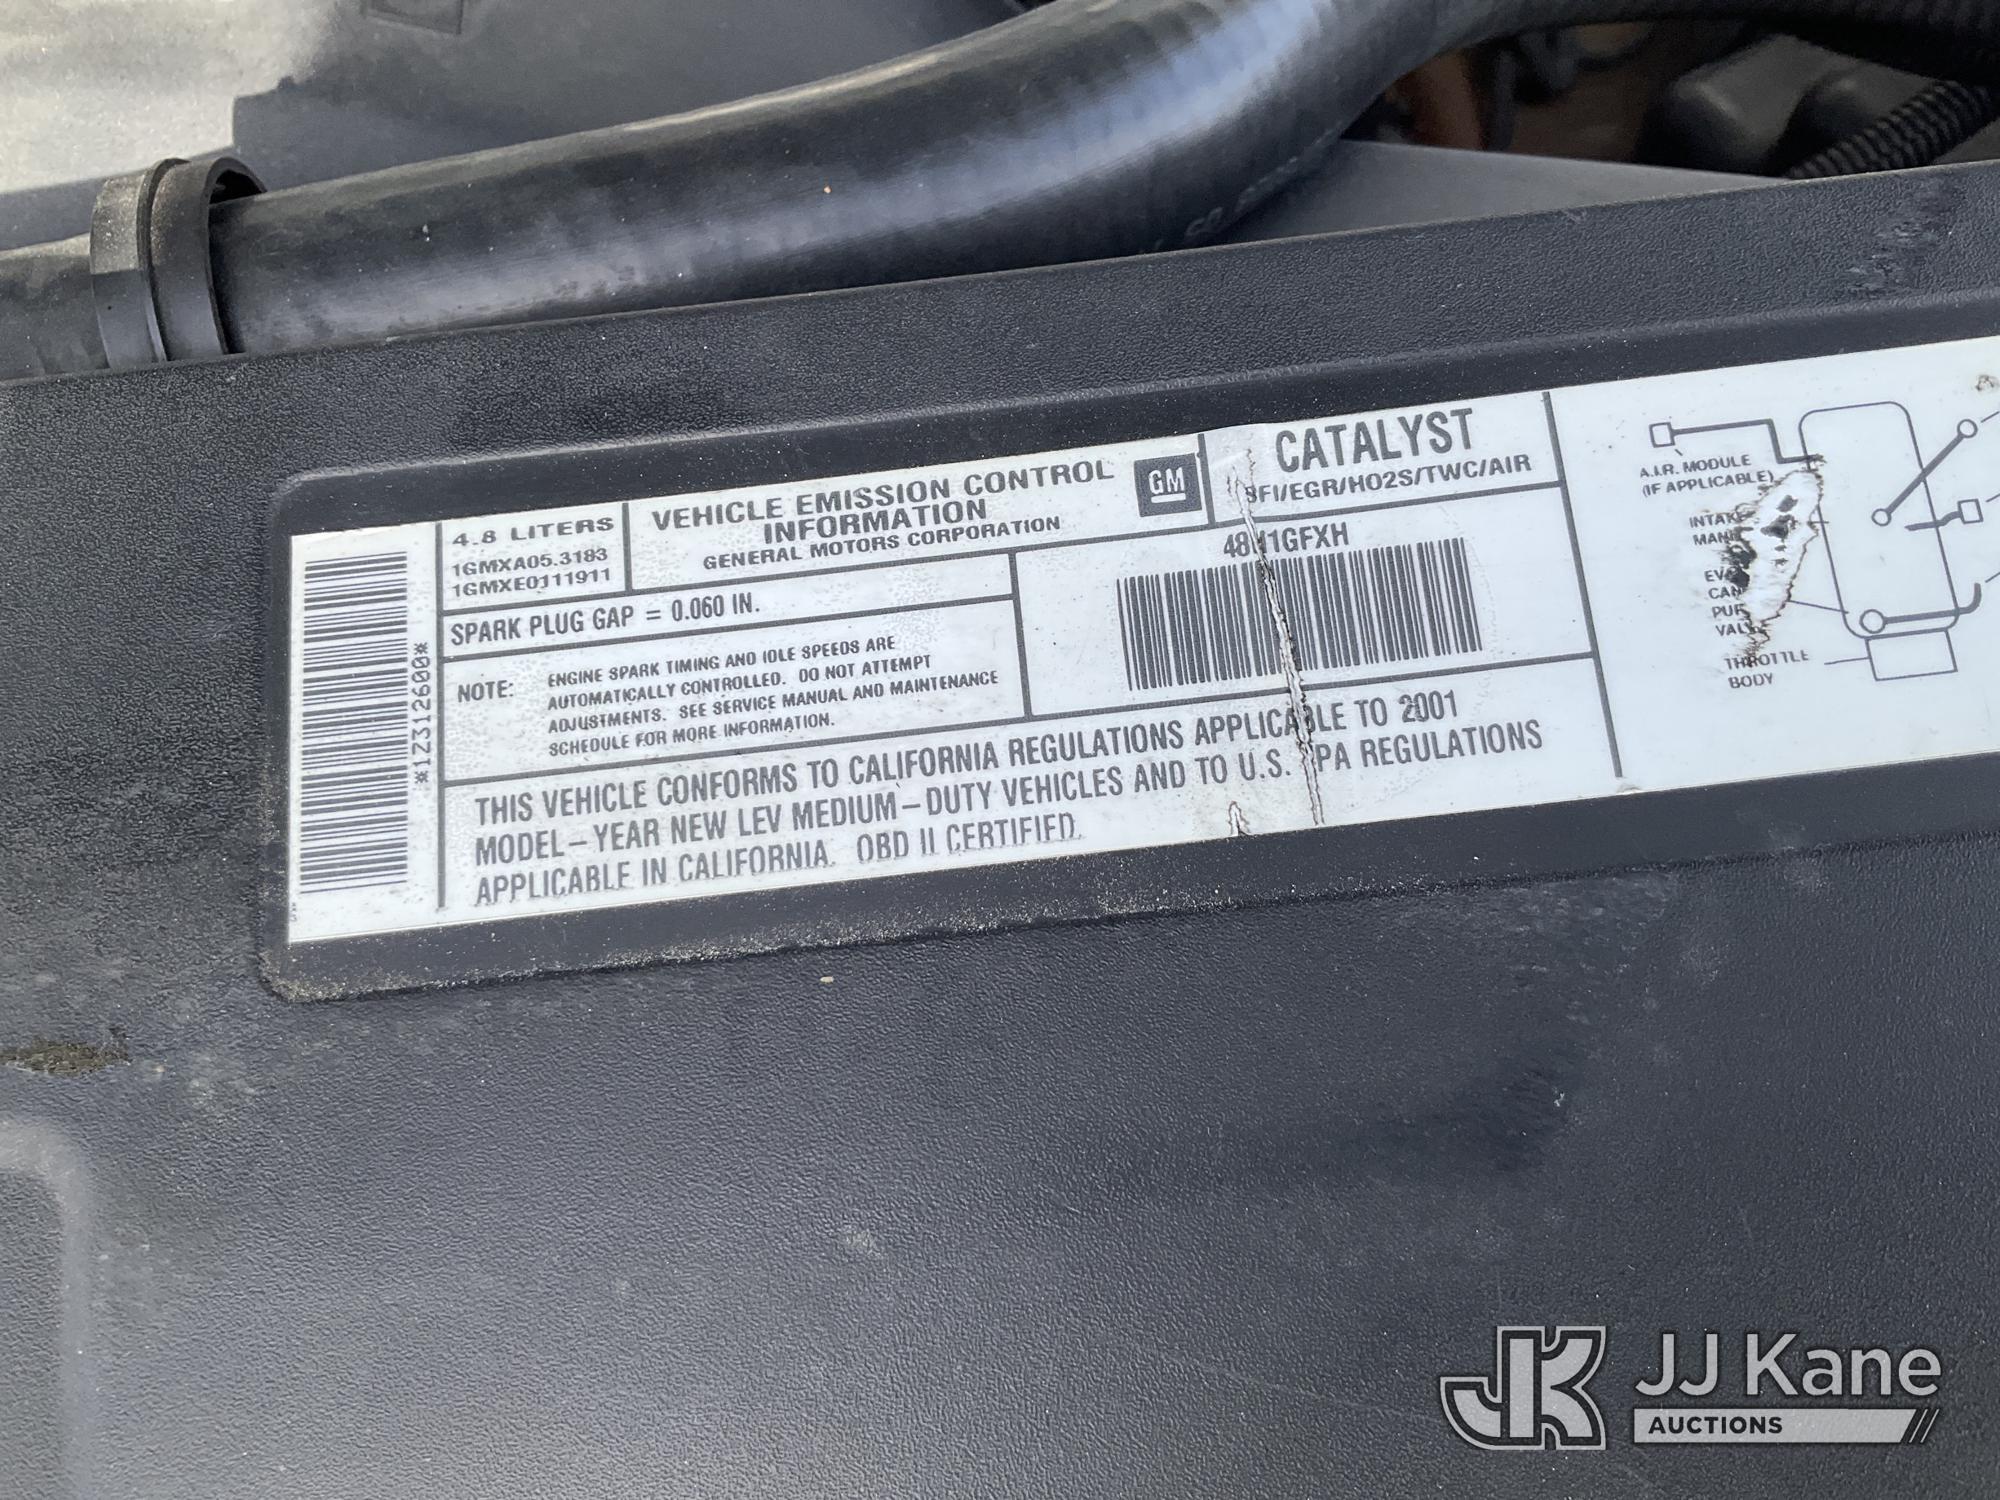 4.8 LITERS
1GMXA05.3183
1GMXE0111911
VEHICLE EMISSION CONTROL
INFORMATION
GENERAL MOTORS CORPORATION
GM
CATALYST
SFI/EGR/HO2S/TWC/AIR
SPARK PLUG GAP = 0.060 IN.
NOTE:
ENGINE SPARK TIMING AND IDLE SPEEDS ARE
AUTOMATICALLY CONTROLLED. DO NOT ATTEMPT
ADJUSTMENTS. SEE SERVICE MANUAL AND MAINTENANCE
SCHEDULE FOR MORE INFORMATION.
*12312600*
THIS VEHICLE CONFORMS TO CALIFORNIA REGULATIONS APPLICABLE TO 2001
MODEL-YEAR NEW LEV MEDIUM-DUTY VEHICLES AND TO U.S. EPA REGULATIONS
APPLICABLE IN CALIFORNIA. OBD II CERTIFIED.
A.I.R. MODULE
(IF APPLICABLE)
THROTTLE
BODY
JK
JJ Kane
AUCTIONS